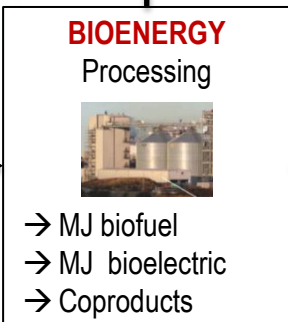 BIOENERGY
Processing
→ MJ biofuel
→ MJ bioelectric
→ Coproducts